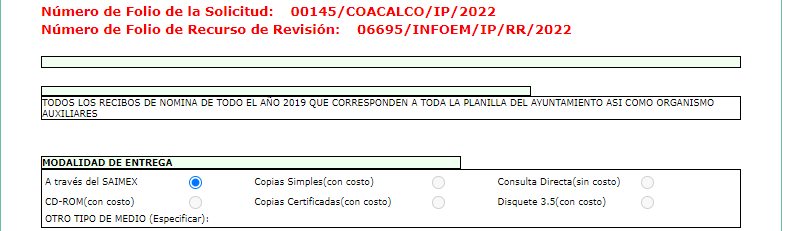 Número de Folio de la Solicitud: 00145/COACALCO/IP/2022
Número de Folio de Recurso de Revisión: 06695/INFOEM/IP/RR/2022
TODOS LOS RECIBOS DE NOMINA DE TODO EL AÑO 2019 QUE CORRESPONDEN A TODA LA PLANILLA DEL AYUNTAMIENTO ASI COMO ORGANISMO
AUXILIARES
MODALIDAD DE ENTREGA
A través del SAIMEX Copias Simples(con costo) Consulta Directa(sin costo)
CD-ROM(con costo) Copias Certificadas(con costo) Disquete 3.5(con costo)
OTRO TIPO DE MEDIO (Especificar):